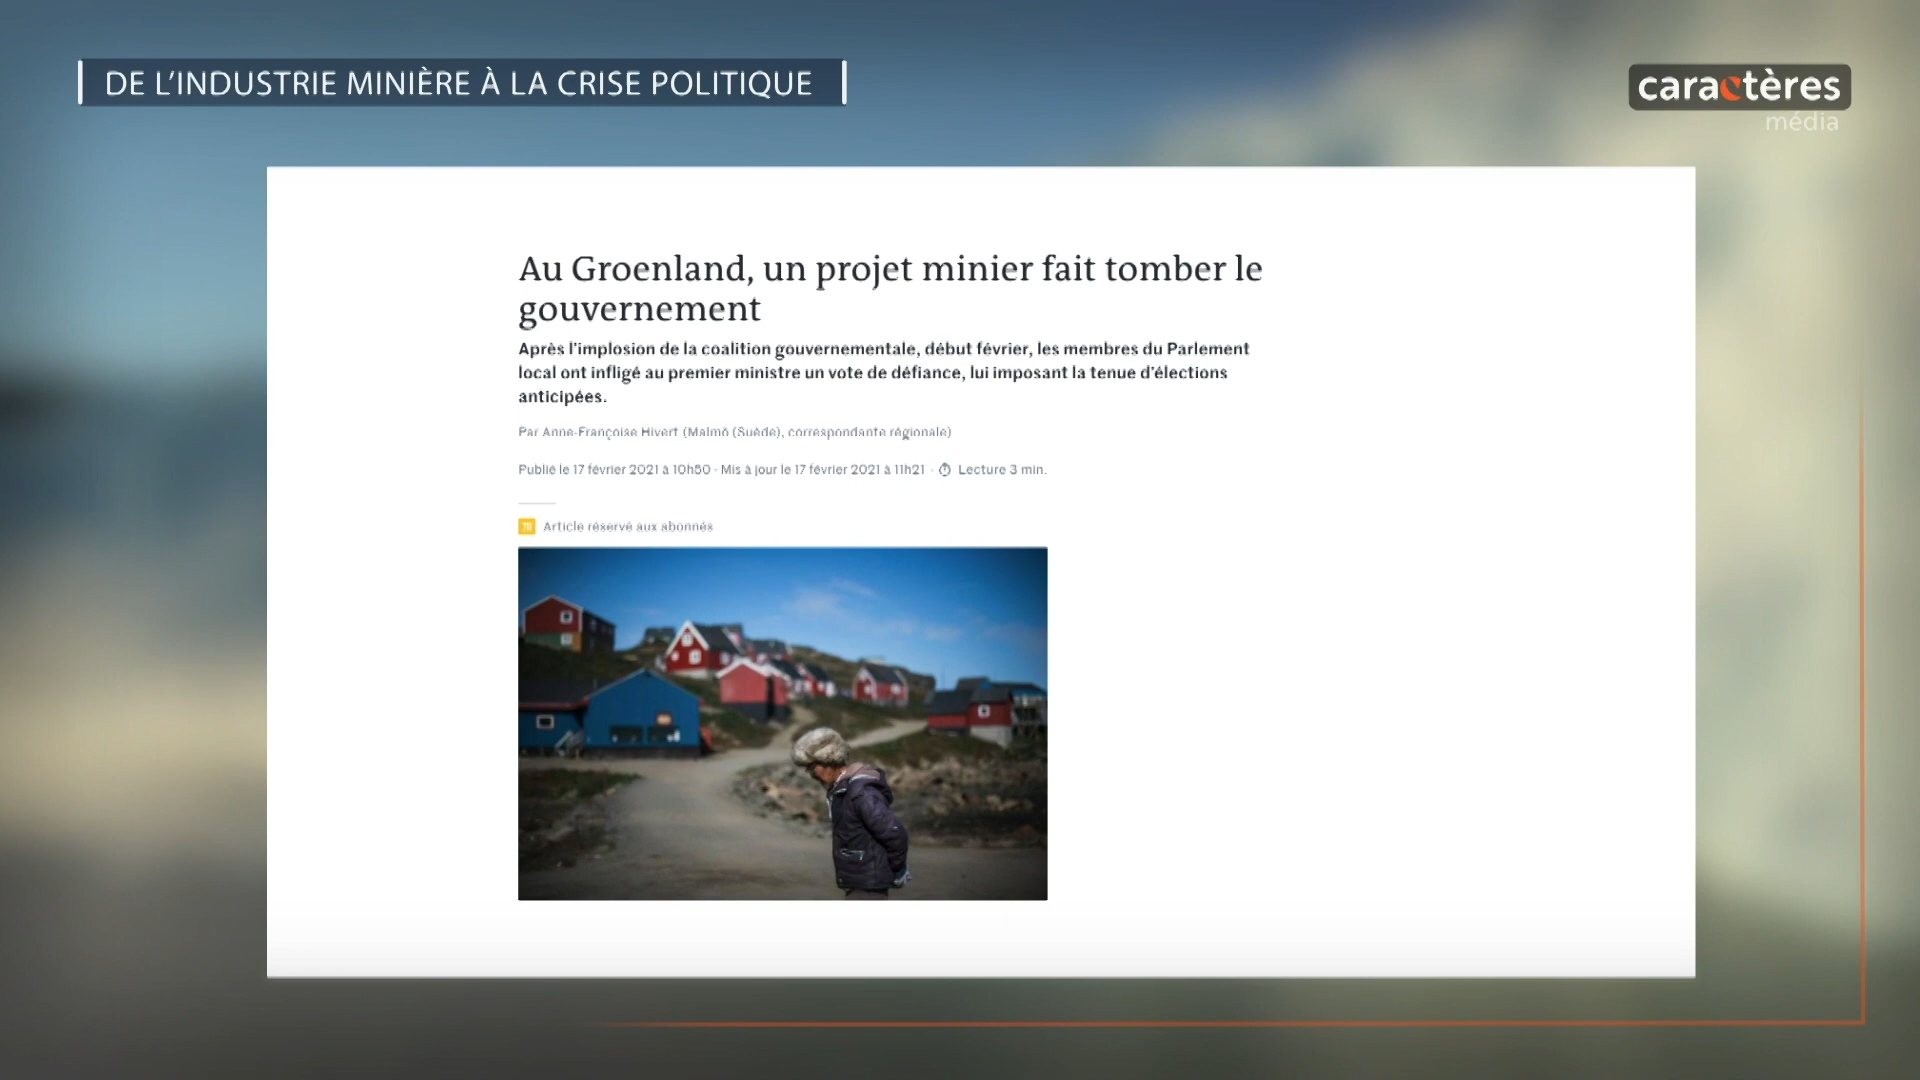 DE L'INDUSTRIE MINIÈRE À LA CRISE POLITIQUE
caractères
média
Au Groenland, un projet minier fait tomber le
gouvernement
Après l'implosion de la coalition gouvernementale, début février, les membres du Parlement
local ont infligé au premier ministre un vote de défiance, lui imposant la tenue d'élections
anticipées.
Par Anne-Françoise Hivert (Malmö (Suède), correspondante régionale)
Publié le 17 février 2021 à 10h50 · Mis à jour le 17 février 2021 à 11h21 · Lecture 3 min.
Article réservé aux abonnés